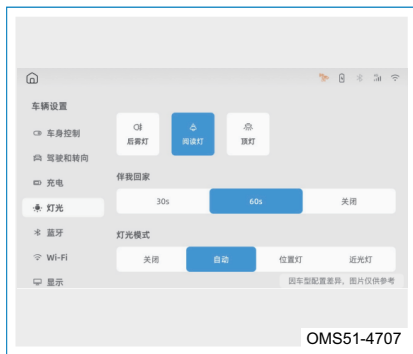 车辆设置
车身控制
驾驶和转向
充电
灯光
蓝牙
Wi-Fi
显示
后雾灯
阅读灯
顶灯
伴我回家
30s
60s
关闭
灯光模式
关闭
自动
位置灯
近光灯
因车型配置差异，图片仅供参考
OMS51-4707